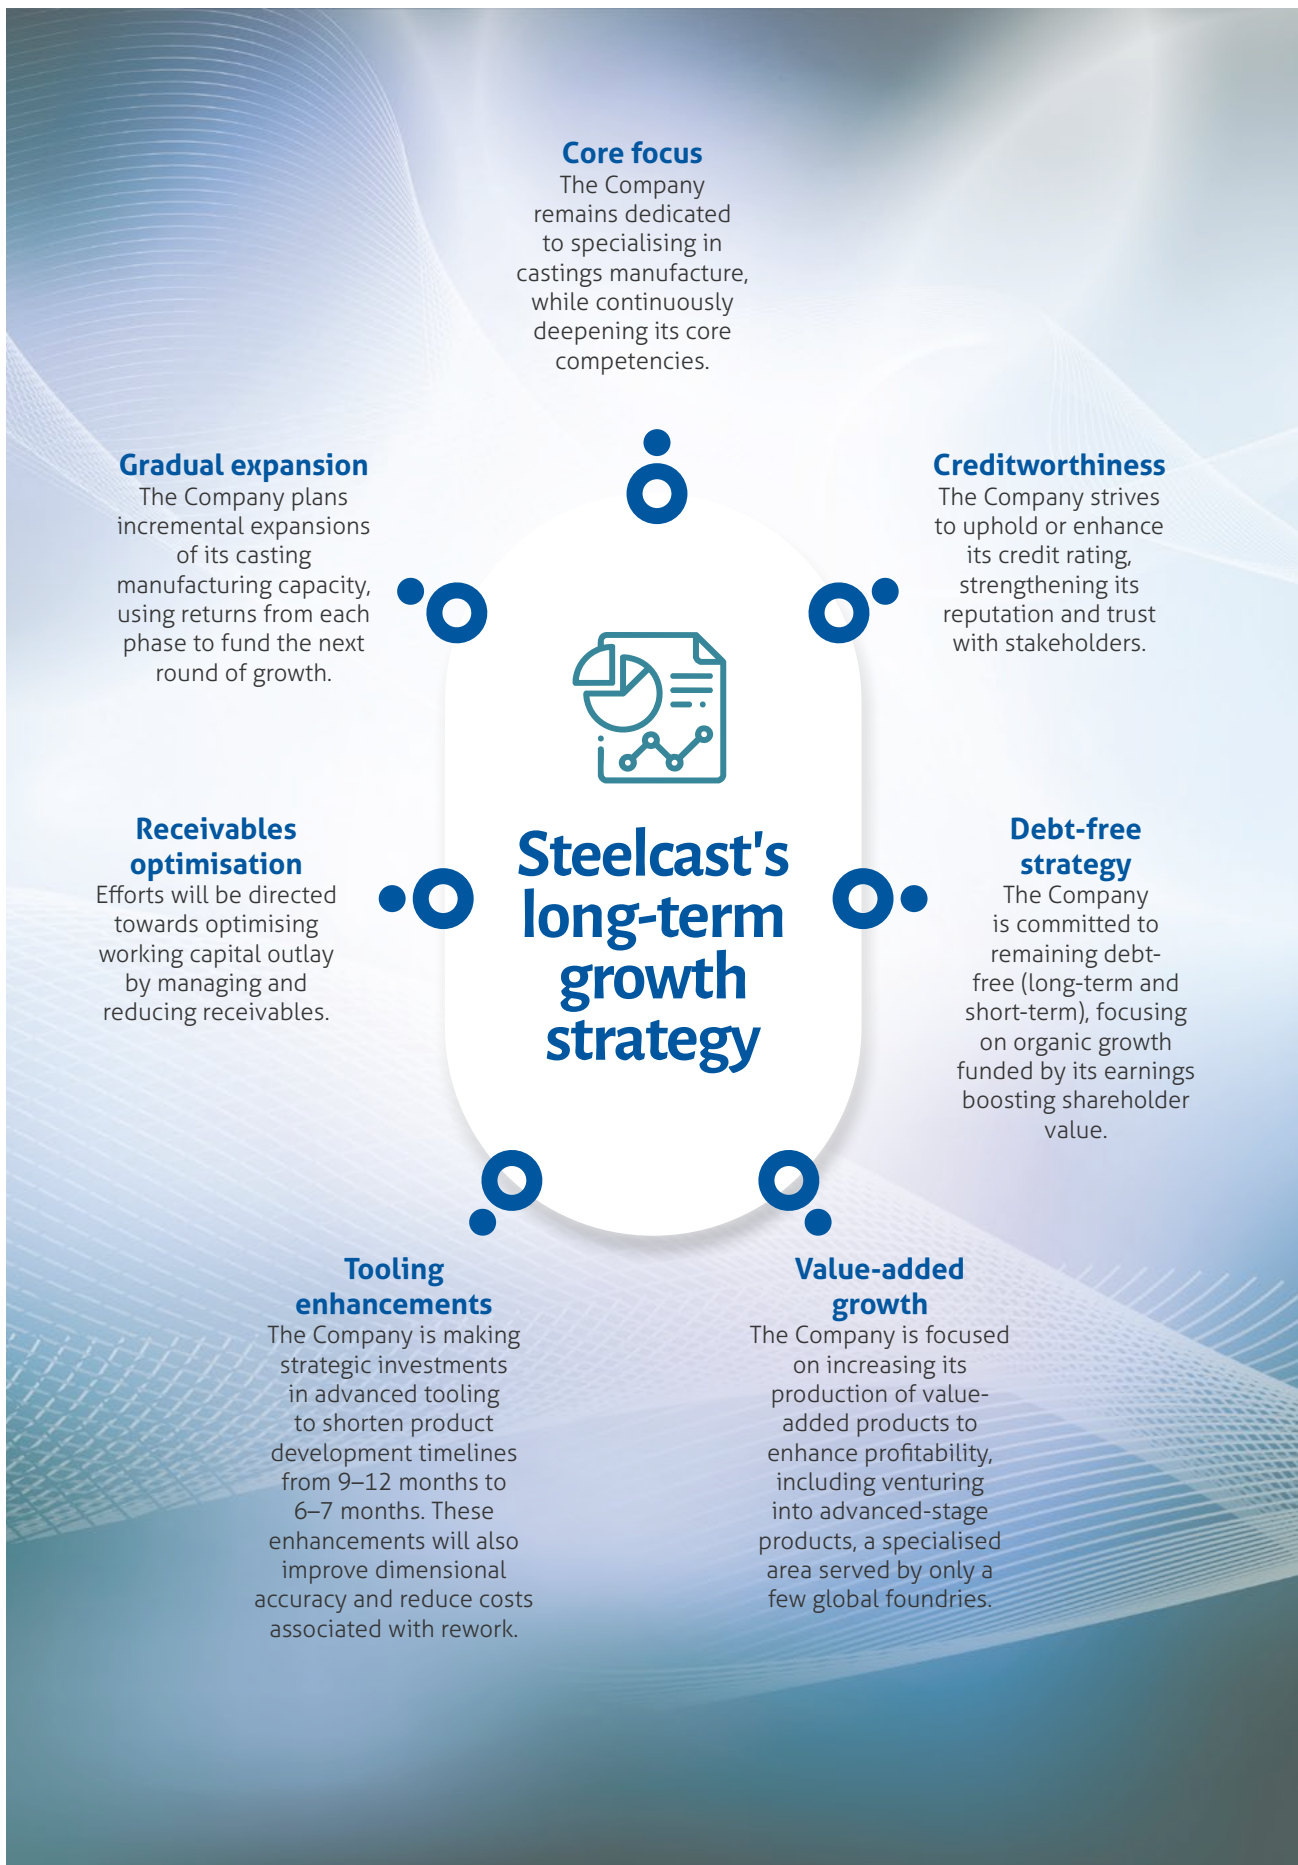 Core focus
The Company
remains dedicated
to specialising in
castings manufacture,
while continuously
deepening its core
competencies.
Gradual expansion
The Company plans
incremental expansions
of its casting
manufacturing capacity,
using returns from each
phase to fund the next
round of growth.
Creditworthiness
The Company strives
to uphold or enhance
its credit rating,
strengthening its
reputation and trust
with stakeholders.
Receivables
optimisation
Efforts will be directed
towards optimising
working capital outlay
by managing and
reducing receivables.
Steelcast's
long-term
growth
strategy
Debt-free
strategy
The Company
is committed to
remaining debt-
free (long-term and
short-term), focusing
on organic growth
funded by its earnings
boosting shareholder
value.
Tooling
enhancements
The Company is making
strategic investments
in advanced tooling
to shorten product
development timelines
from 9–12 months to
6–7 months. These
enhancements will also
improve dimensional
accuracy and reduce costs
associated with rework.
Value-added
growth
The Company is focused
on increasing its
production of value-
added products to
enhance profitability,
including venturing
into advanced-stage
products, a specialised
area served by only a
few global foundries.